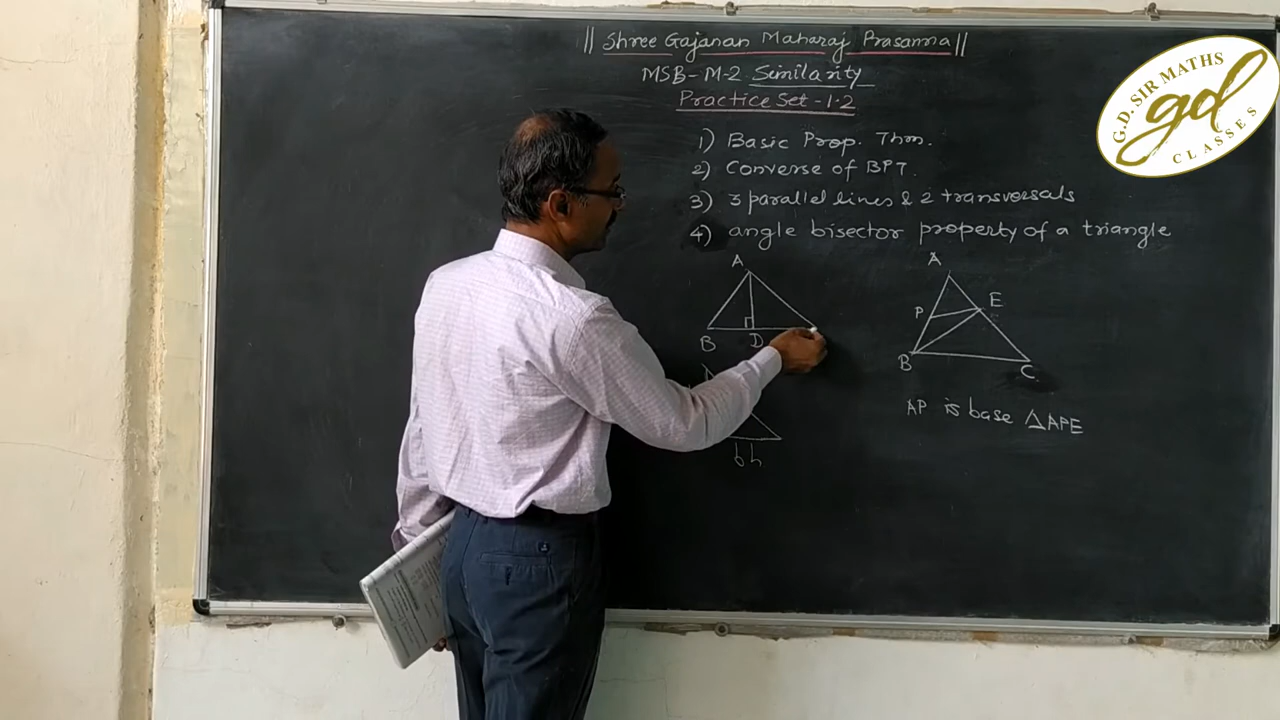 || Shree Gajanan Maharaj Prasanna ||
MSB - M-2 Similarity
Practice Set - 1.2
1) Basic Prop. Thm.
2) Converse of BPT.
3) 3 parallel lines & 2 transversals
4) angle bisector property of a triangle
A
B D
b h
A
P E
B C
AP is base △APE
G.D. SIR MATHS
gd
CLASSES